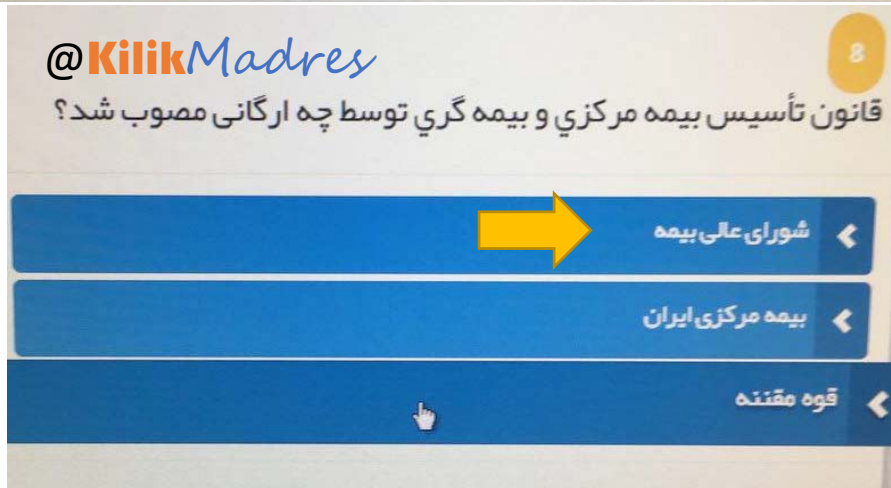 @KilikMadres
8
قانون تأسیس بیمه مرکزي و بیمه گري توسط چه ارگانی مصوب شد؟
شورای عالی بیمه
بیمه مرکزی ایران
قوه مقننه